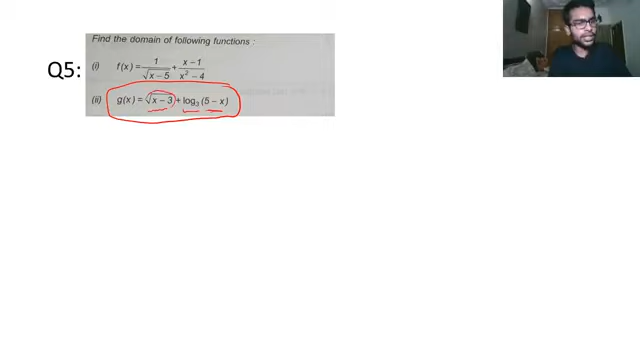 Find the domain of following functions :
Q5:
(i) f(x) = 1/√x − 5 + x − 1/x² − 4
(ii) g(x) = √x − 3 + log₃ (5 − x)